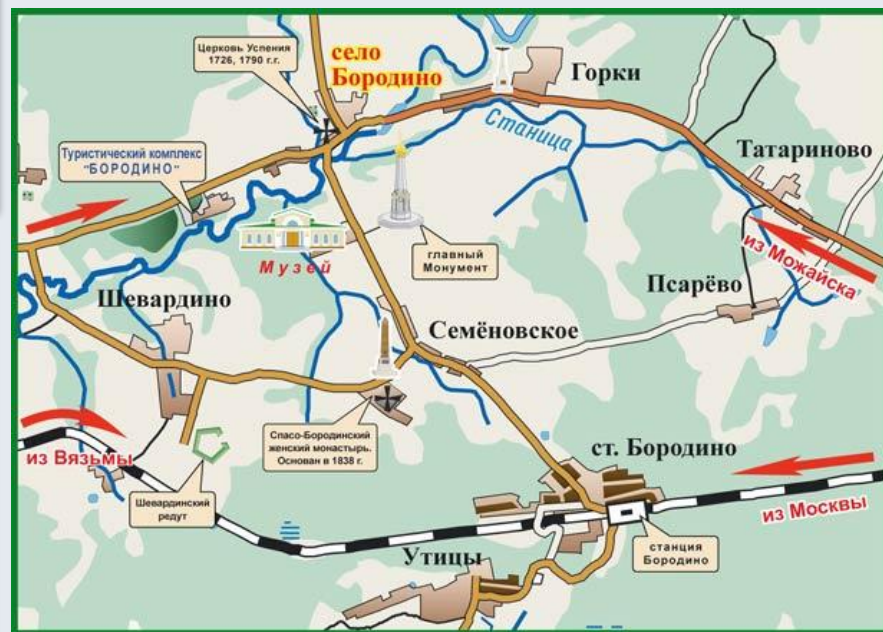 Церковь Успения
1726, 1790 г.г.
село
Бородино
Горки
Станица
Туристический комплекс
"БОРОДИНО"
Татариново
Музей
главный
Монумент
из Можайска
Псарёво
Шевардино
Семёновское
Спасо-Бородинский
женский монастырь.
Основан в 1838 г.
из Вязьмы
Шевардинский
редут
ст. Бородино
из Москвы
Утицы
станция
Бородино